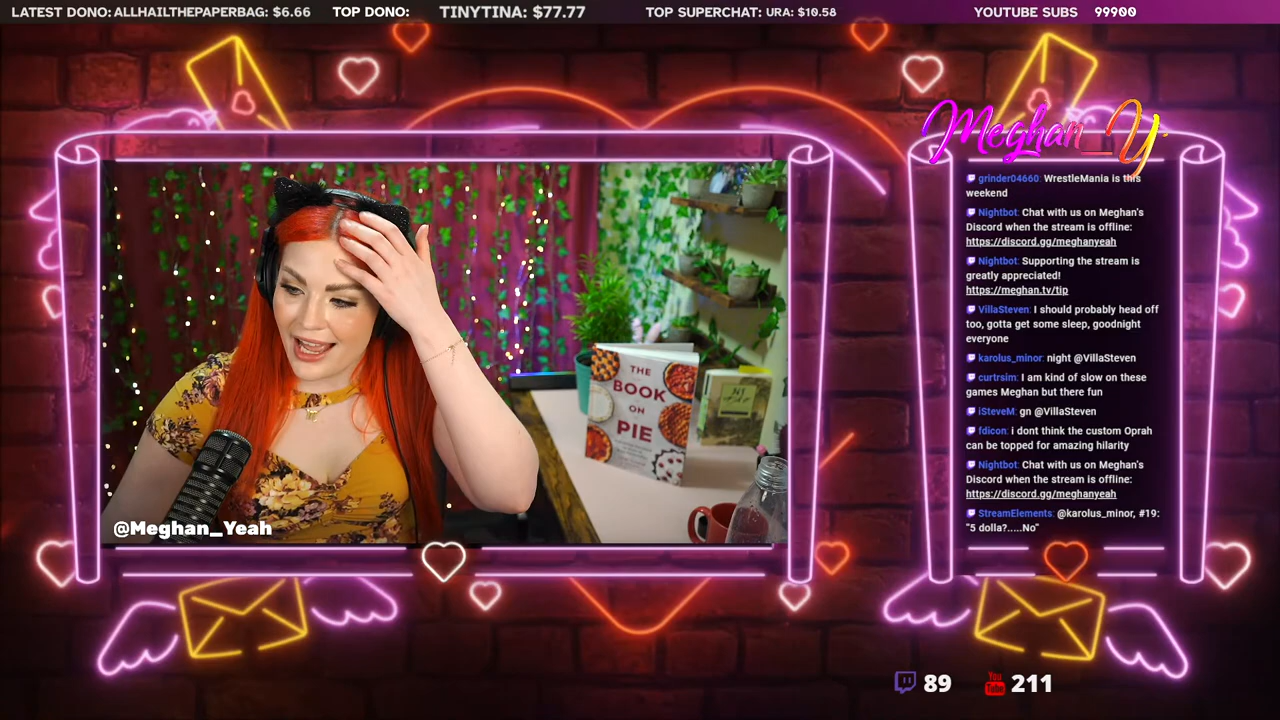 LATEST DONO: ALLHAILTHEPAPERBAG: $6.66
TOP DONO: TINYTINA: $77.77
TOP SUPERCHAT: URA: $10.58
YOUTUBE SUBS 99900
Meghan_Y
THE
BOOK
ON
PIE
@Meghan_Yeah
grinder04660: WrestleMania is this
weekend
Nightbot: Chat with us on Meghan's
Discord when the stream is offline:
https://discord.gg/meghanyeah
Nightbot: Supporting the stream is
greatly appreciated!
https://meghan.tv/tip
VillaSteven: I should probably head off
too, gotta get some sleep, goodnight
everyone
karolus_minor: night @VillaSteven
curtrsim: I am kind of slow on these
games Meghan but there fun
iSteveM: gn @VillaSteven
fdicon: i dont think the custom Oprah
can be topped for amazing hilarity
Nightbot: Chat with us on Meghan's
Discord when the stream is offline:
https://discord.gg/meghanyeah
StreamElements: @karolus_minor, #19:
"5 dolla?.....No"
89
You
Tube
211